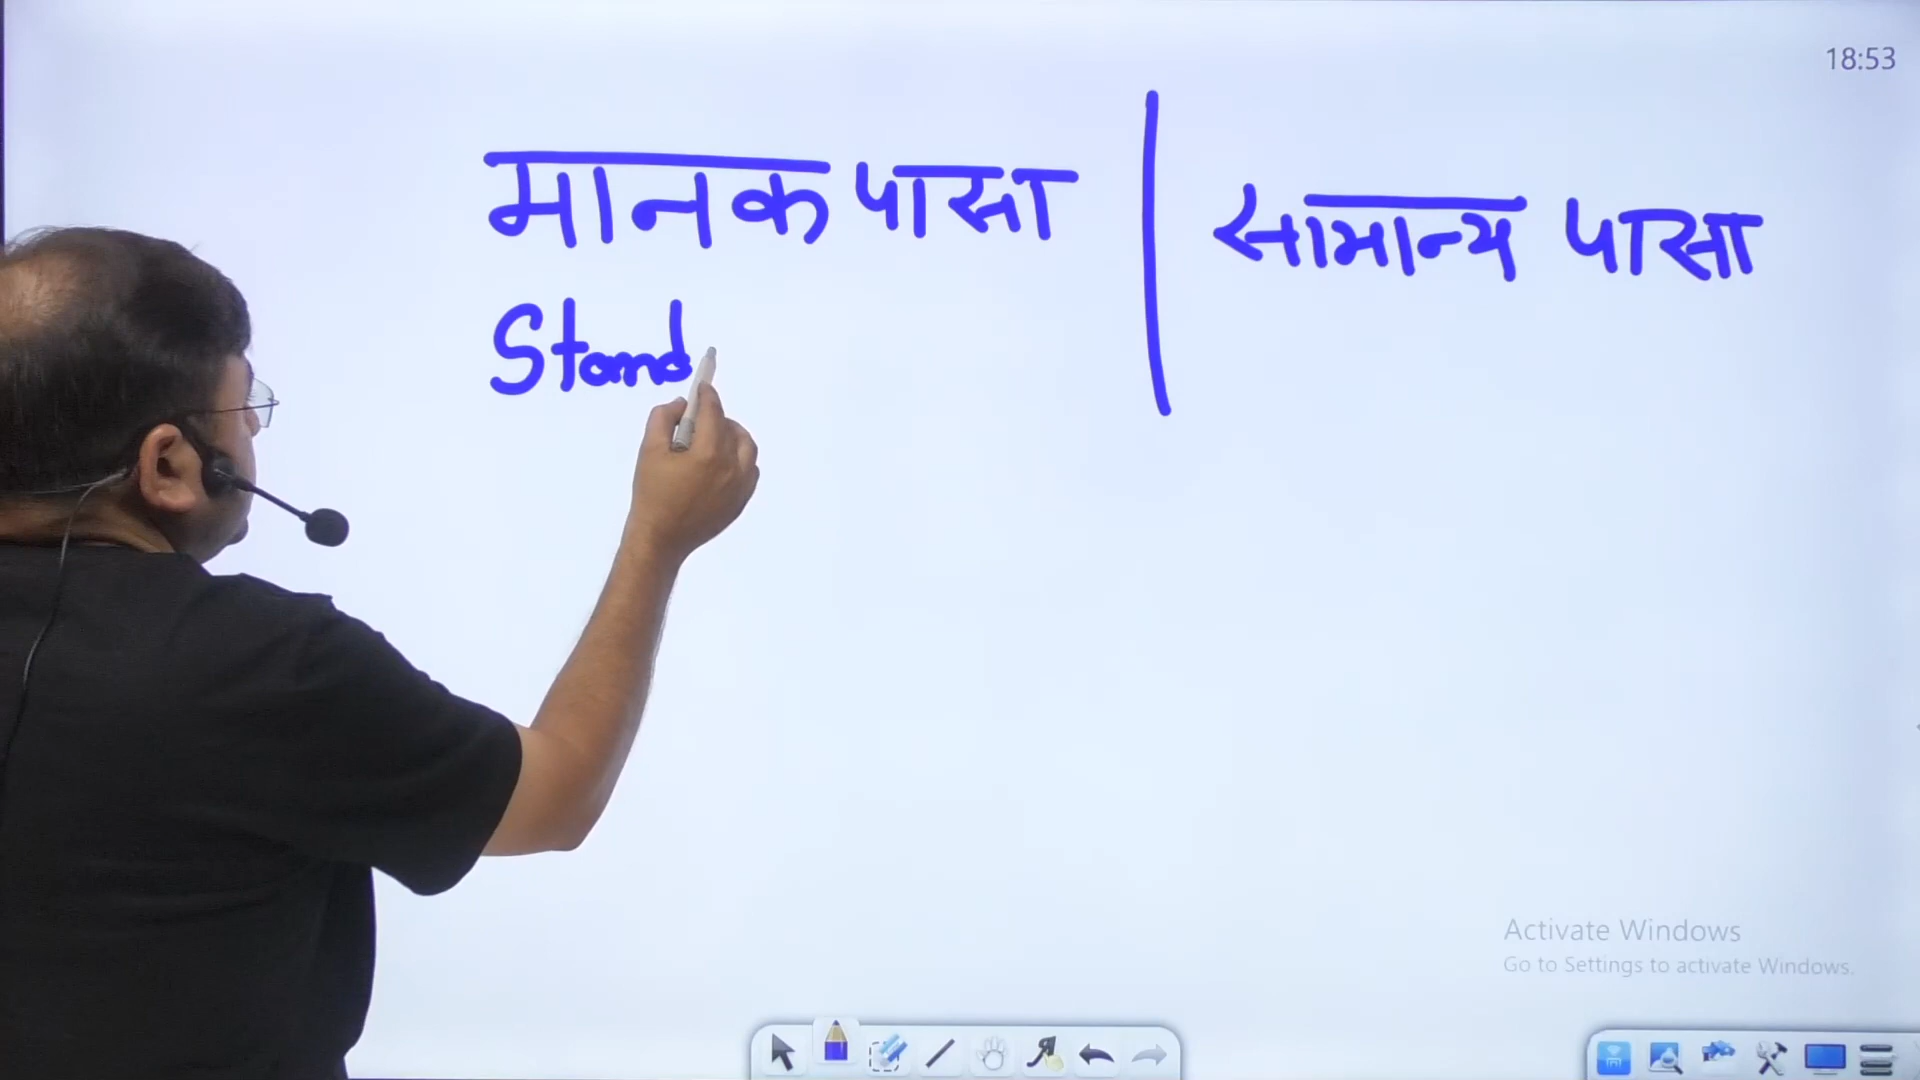 18:53
मानक पासा
सामान्य पासा
Stand
Activate Windows
Go to Settings to activate Windows.